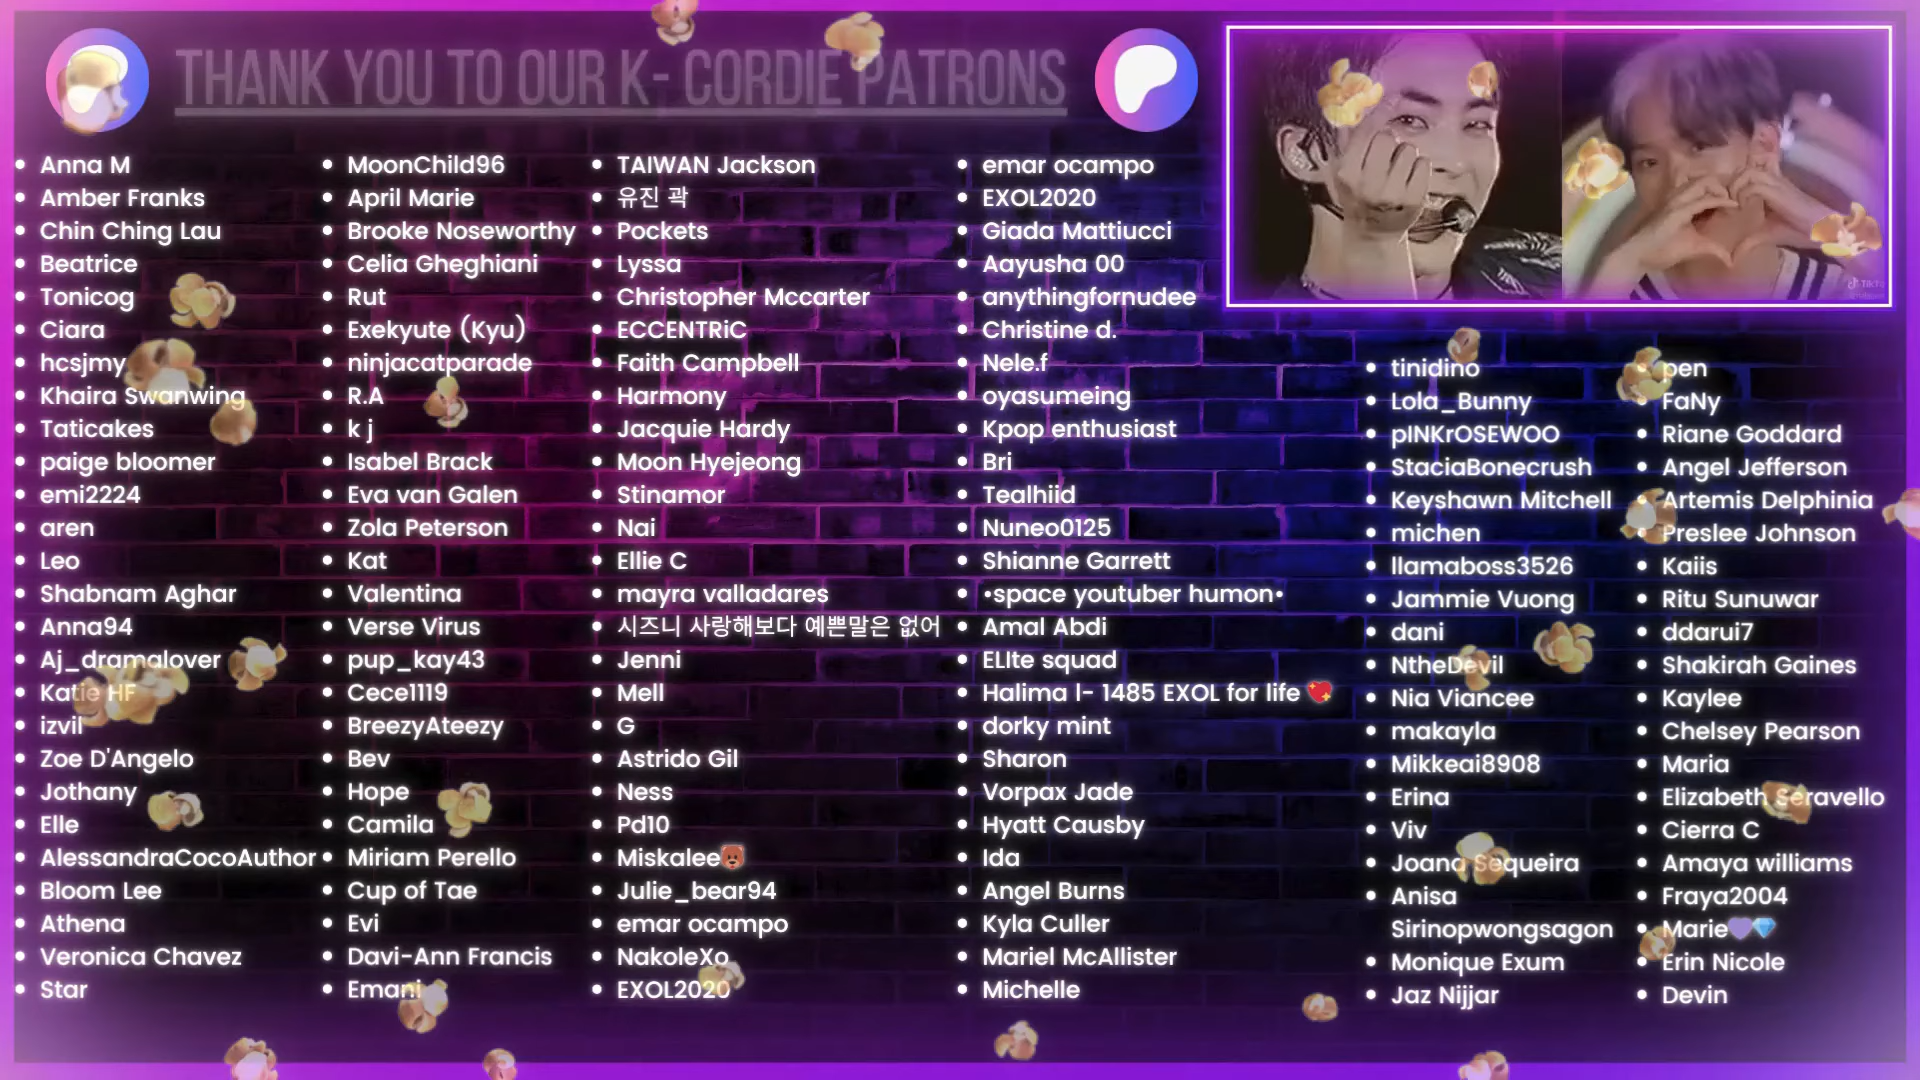 THANK YOU TO OUR K- CORDIE PATRONS
Anna M
Amber Franks
Chin Ching Lau
Beatrice
Tonicog
Ciara
hcsjmy
Khaira Swanwing
Taticakes
paige bloomer
emi2224
aren
Leo
Shabnam Aghar
Anna94
Aj_dramalover
Katie HF
izvil
Zoe D'Angelo
Jothany
Elle
AlessandraCocoAuthor
Bloom Lee
Athena
Veronica Chavez
Star
MoonChild96
April Marie
Brooke Noseworthy
Celia Gheghiani
Rut
Exekyute (Kyu)
ninjacatparade
R.A
k j
Isabel Brack
Eva van Galen
Zola Peterson
Kat
Valentina
Verse Virus
pup_kay43
Cece1119
BreezyAteezy
Bev
Hope
Camila
Miriam Perello
Cup of Tae
Evi
Davi-Ann Francis
Emani
TAIWAN Jackson
유진 곽
Pockets
Lyssa
Christopher Mccarter
ECCENTRiC
Faith Campbell
Harmony
Jacquie Hardy
Moon Hyejeong
Stinamor
Nai
Ellie C
mayra valladares
시즈니 사랑해보다 예쁜말은 없어
Jenni
Mell
G
Astrido Gil
Ness
Pd10
Miskalee🐻
Julie_bear94
emar ocampo
NakoleXo
EXOL2020
emar ocampo
EXOL2020
Giada Mattiucci
Aayusha 00
anythingfornudee
Christine d.
Nele.f
oyasumeing
Kpop enthusiast
Bri
Tealhiid
Nuneo0125
Shianne Garrett
•space youtuber humon•
Amal Abdi
ELIte squad
Halima l- 1485 EXOL for life 💖
dorky mint
Sharon
Vorpax Jade
Hyatt Causby
Ida
Angel Burns
Kyla Culler
Mariel McAllister
Michelle
tinidino
Lola_Bunny
pINKrOSEWOO
StaciaBonecrush
Keyshawn Mitchell
michen
llamaboss3526
Jammie Vuong
dani
NtheDevil
Nia Viancee
makayla
Mikkeai8908
Erina
Viv
Joana Sequeira
Anisa
Sirinopwongsagon
Monique Exum
Jaz Nijjar
pen
FaNy
Riane Goddard
Angel Jefferson
Artemis Delphinia
Preslee Johnson
Kaiis
Ritu Sunuwar
ddarui7
Shakirah Gaines
Kaylee
Chelsey Pearson
Maria
Elizabeth Seravello
Cierra C
Amaya williams
Fraya2004
Marie💜💎
Erin Nicole
Devin